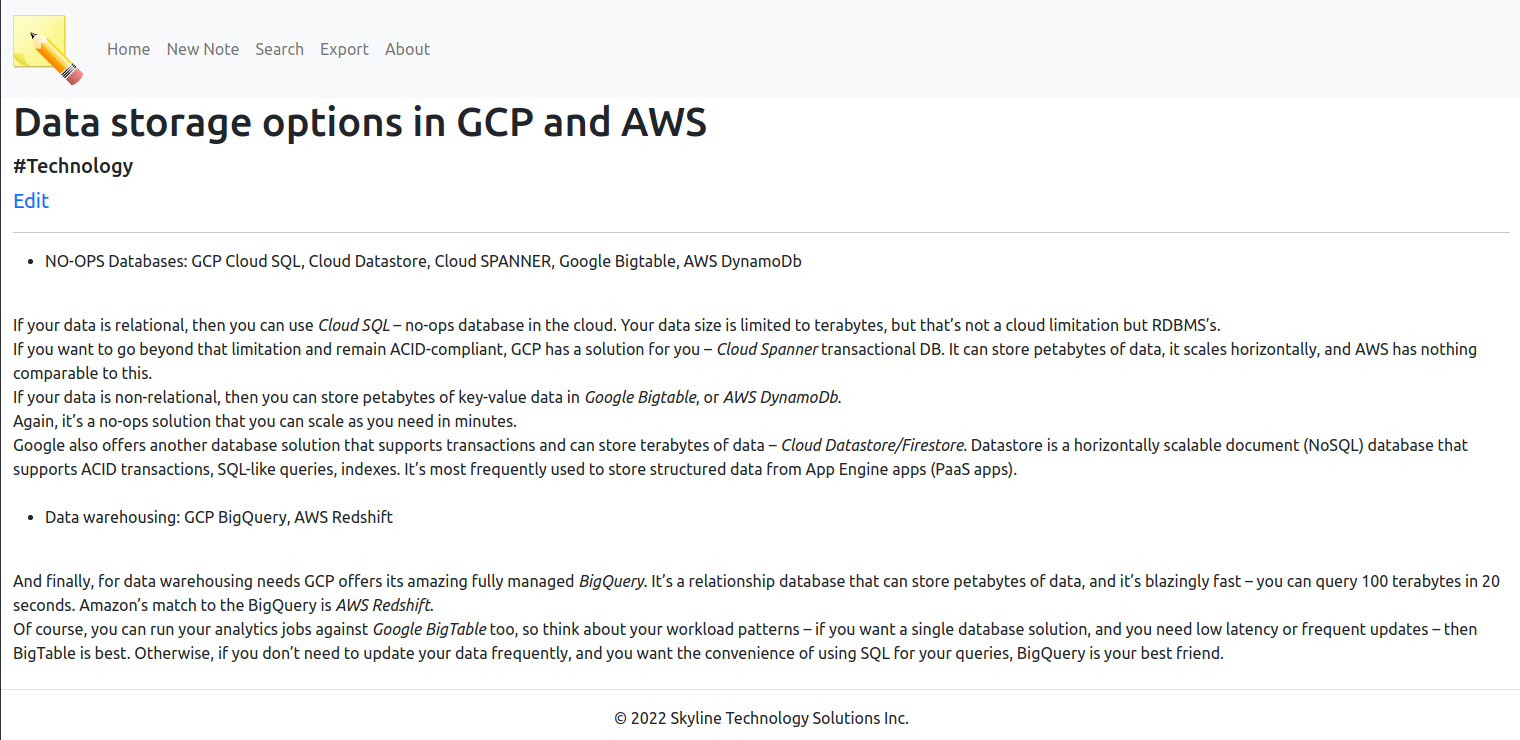 Home New Note Search Export About
Data storage options in GCP and AWS
#Technology
Edit
• NO-OPS Databases: GCP Cloud SQL, Cloud Datastore, Cloud SPANNER, Google Bigtable, AWS DynamoDb
If your data is relational, then you can use Cloud SQL – no-ops database in the cloud. Your data size is limited to terabytes, but that’s not a cloud limitation but RDBMS’s.
If you want to go beyond that limitation and remain ACID-compliant, GCP has a solution for you – Cloud Spanner transactional DB. It can store petabytes of data, it scales horizontally, and AWS has nothing
comparable to this.
If your data is non-relational, then you can store petabytes of key-value data in Google Bigtable, or AWS DynamoDb.
Again, it’s a no-ops solution that you can scale as you need in minutes.
Google also offers another database solution that supports transactions and can store terabytes of data – Cloud Datastore/Firestore. Datastore is a horizontally scalable document (NoSQL) database that
supports ACID transactions, SQL-like queries, indexes. It’s most frequently used to store structured data from App Engine apps (PaaS apps).
• Data warehousing: GCP BigQuery, AWS Redshift
And finally, for data warehousing needs GCP offers its amazing fully managed BigQuery. It’s a relationship database that can store petabytes of data, and it’s blazingly fast – you can query 100 terabytes in 20
seconds. Amazon’s match to the BigQuery is AWS Redshift.
Of course, you can run your analytics jobs against Google BigTable too, so think about your workload patterns – if you want a single database solution, and you need low latency or frequent updates – then
BigTable is best. Otherwise, if you don’t need to update your data frequently, and you want the convenience of using SQL for your queries, BigQuery is your best friend.
© 2022 Skyline Technology Solutions Inc.